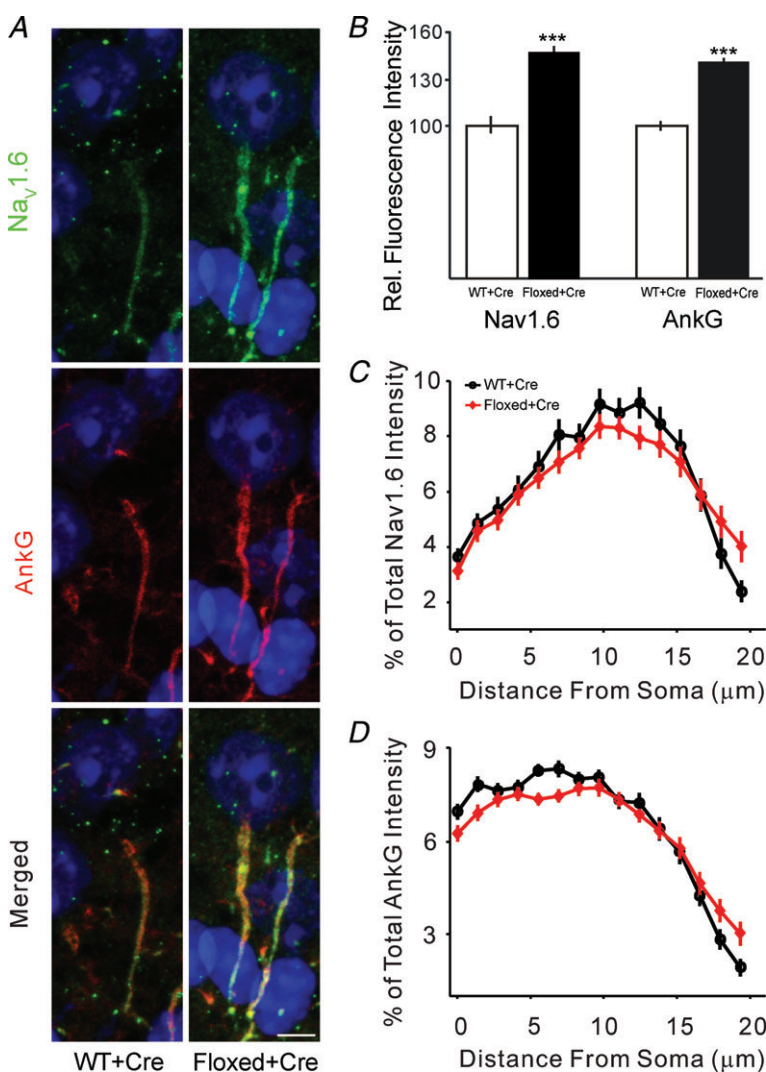 A
NaV1.6
AnkG
Merged
WT+Cre
Floxed+Cre
B
Rel. Fluorescence Intensity
160
130
100
***
***
WT+Cre
Floxed+Cre
WT+Cre
Floxed+Cre
Nav1.6
AnkG
C
% of Total Nav1.6 Intensity
10
8
6
4
2
WT+Cre
Floxed+Cre
0
5
10
15
20
Distance From Soma (μm)
D
% of Total AnkG Intensity
9
6
3
0
5
10
15
20
Distance From Soma (μm)